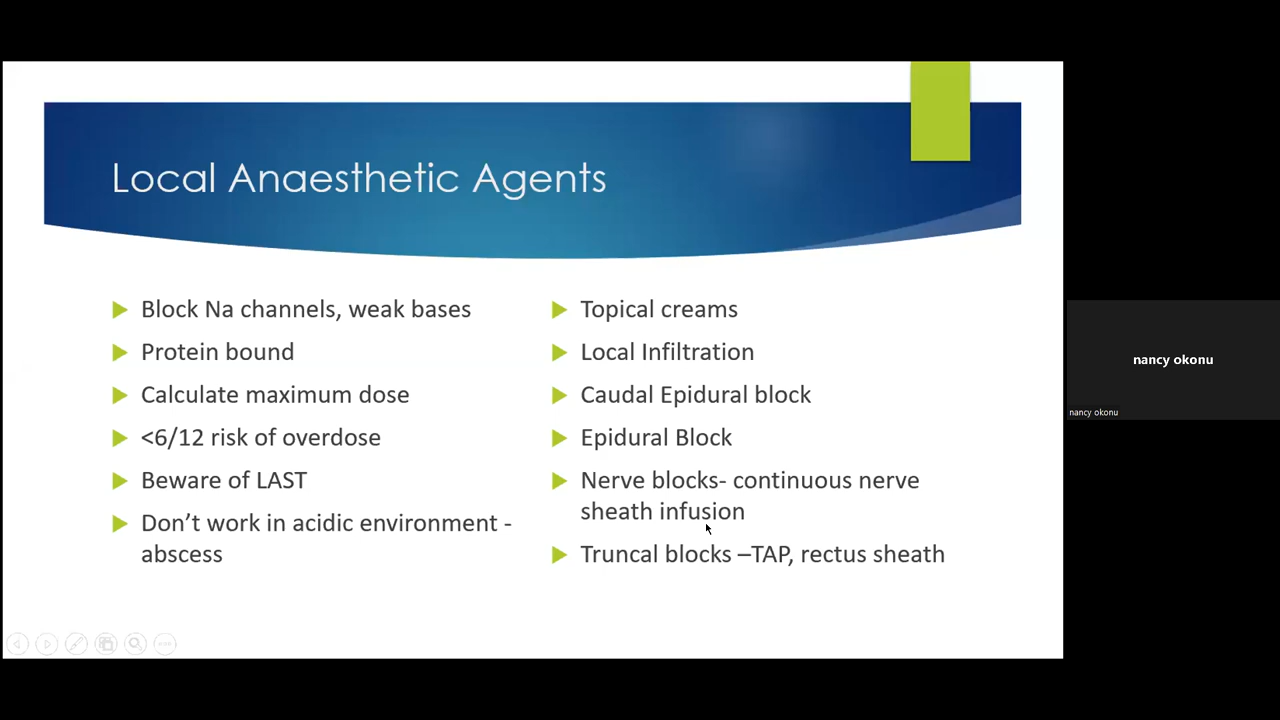 Local Anaesthetic Agents
Block Na channels, weak bases
Protein bound
Calculate maximum dose
<6/12 risk of overdose
Beware of LAST
Don’t work in acidic environment -
abscess
Topical creams
Local Infiltration
Caudal Epidural block
Epidural Block
Nerve blocks- continuous nerve
sheath infusion
Truncal blocks –TAP, rectus sheath
nancy okonu
nancy okonu